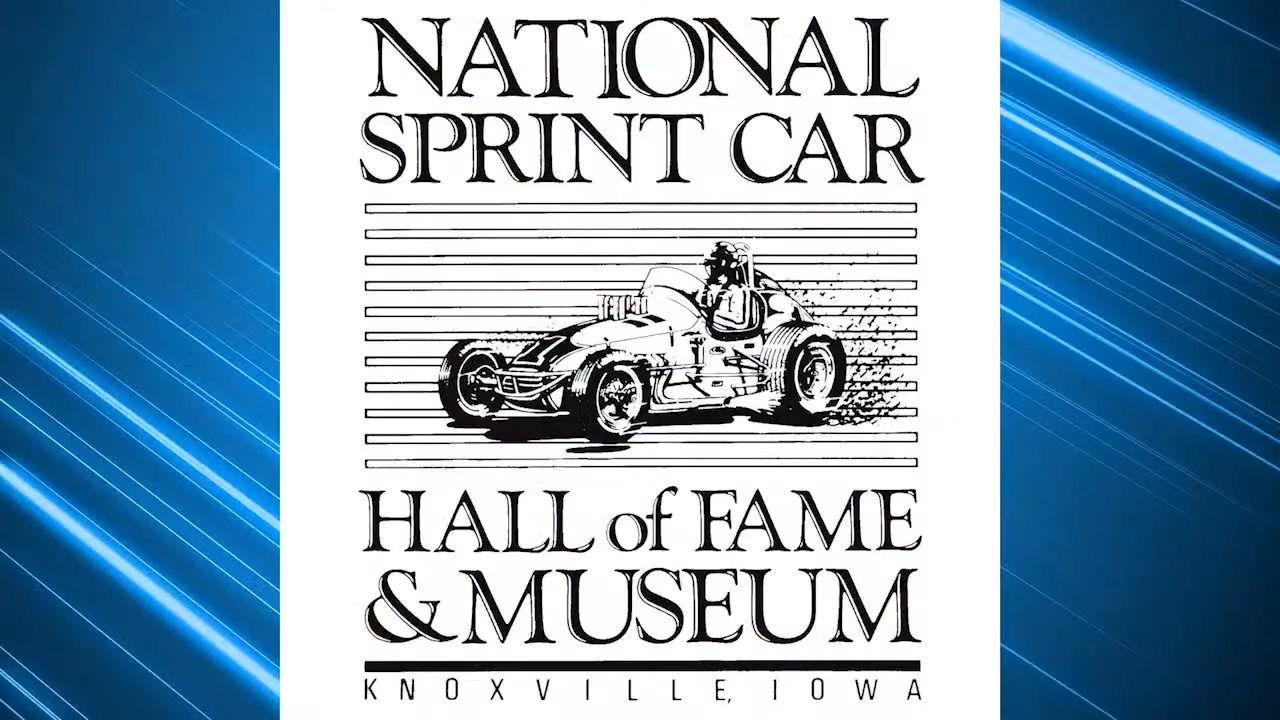 NATIONAL
SPRINT CAR
HALL of FAME
& MUSEUM
KNOXVILLE, IOWA